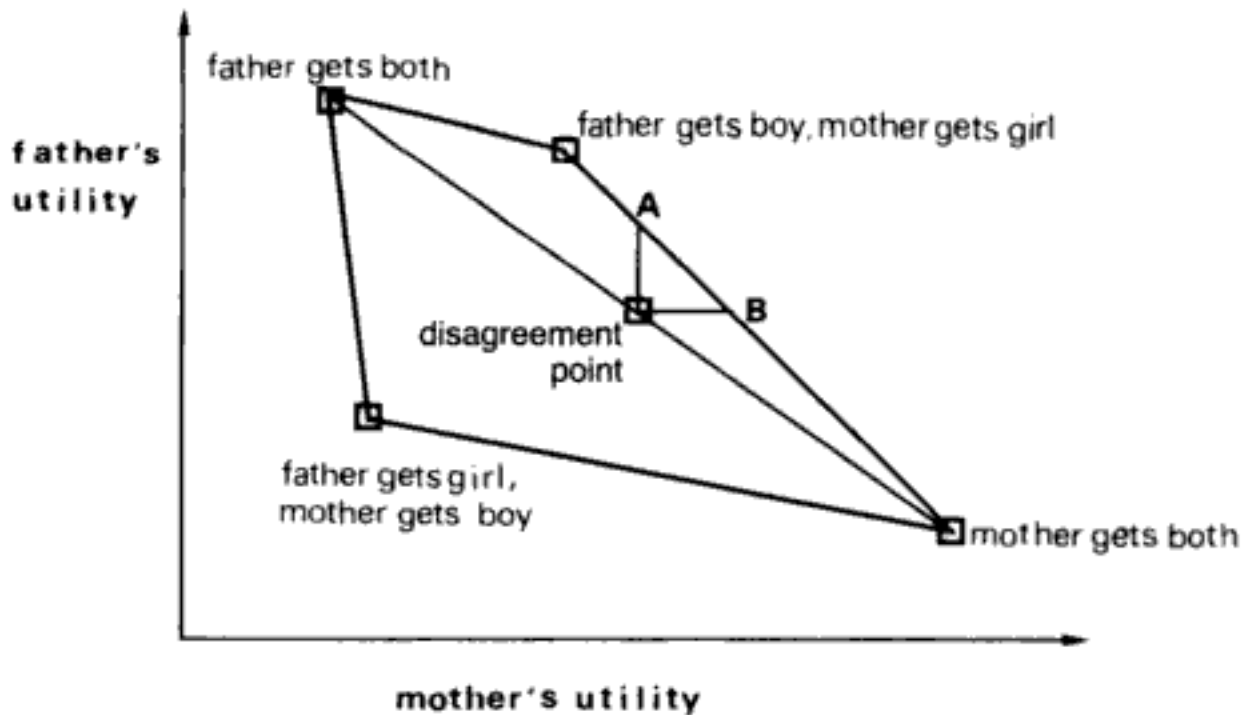 father gets both
father gets boy, mother gets girl
father's
utility
A
B
disagreement
point
father gets girl,
mother gets boy
mother gets both
mother's utility